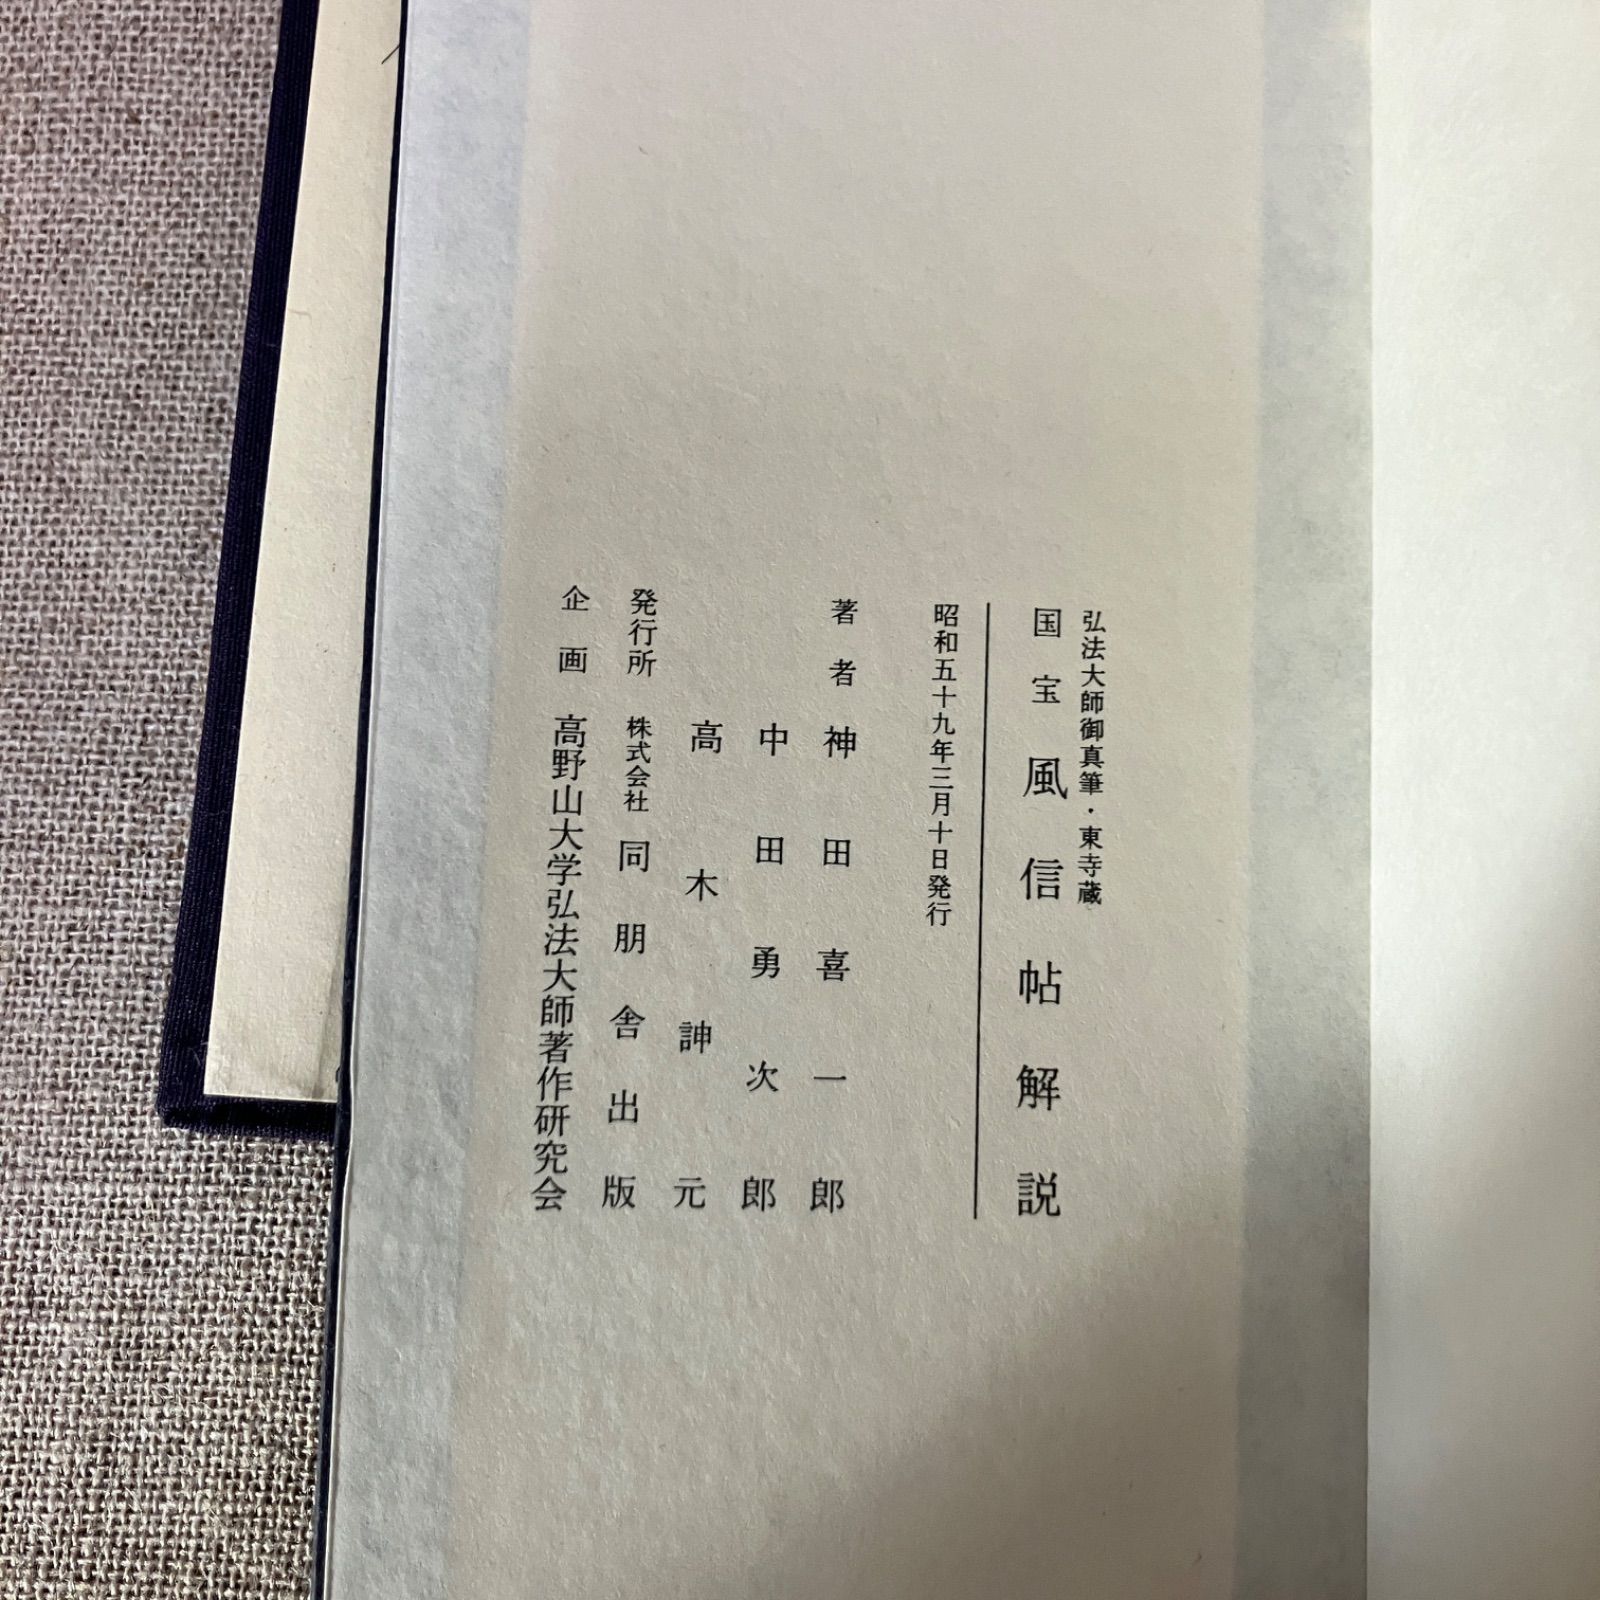 弘法大師御真筆・東寺蔵
国宝風信帖解説
昭和五十九年三月十日発行
著者 神田喜一郎
中田勇次郎
高木訷元
発行所 株式会社同朋舎出版
企画 高野山大学弘法大師著作研究会